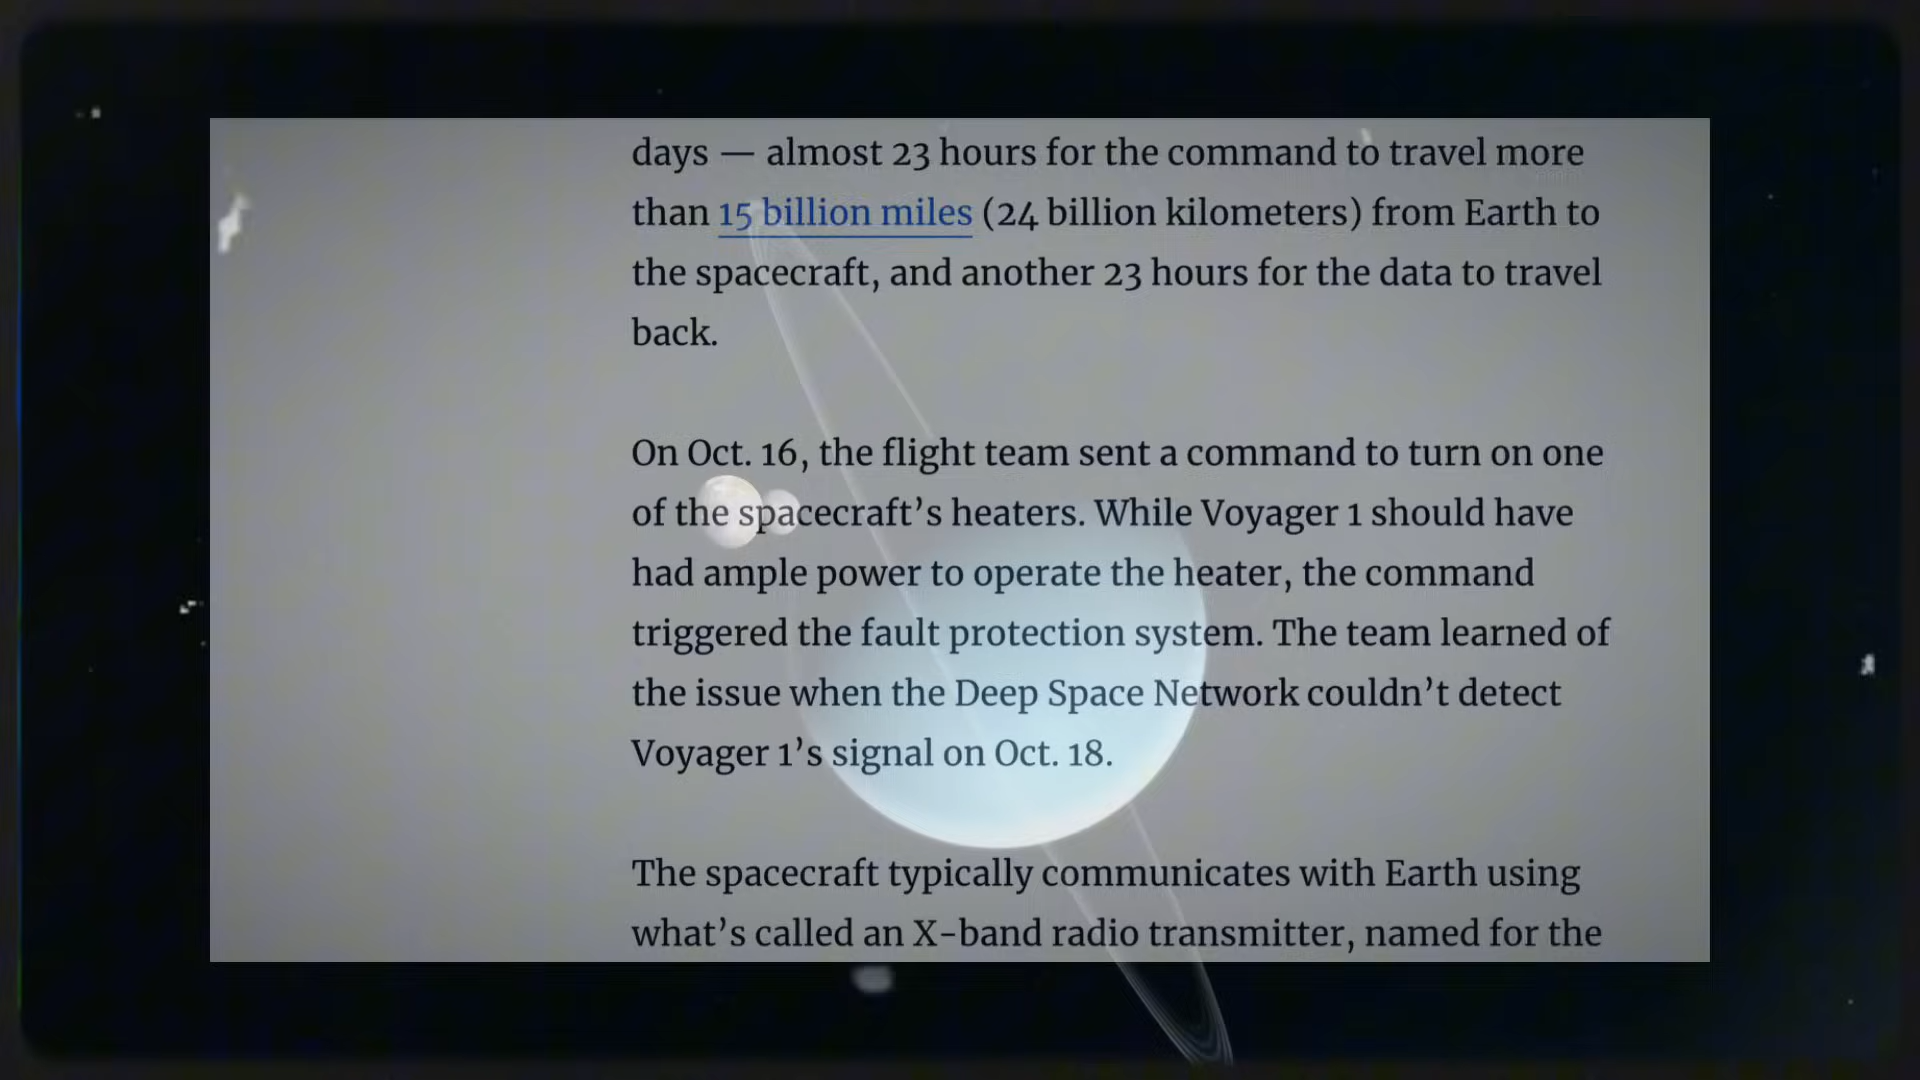 days — almost 23 hours for the command to travel more
than 15 billion miles (24 billion kilometers) from Earth to
the spacecraft, and another 23 hours for the data to travel
back.
On Oct. 16, the flight team sent a command to turn on one
of the spacecraft’s heaters. While Voyager 1 should have
had ample power to operate the heater, the command
triggered the fault protection system. The team learned of
the issue when the Deep Space Network couldn’t detect
Voyager 1’s signal on Oct. 18.
The spacecraft typically communicates with Earth using
what’s called an X-band radio transmitter, named for the